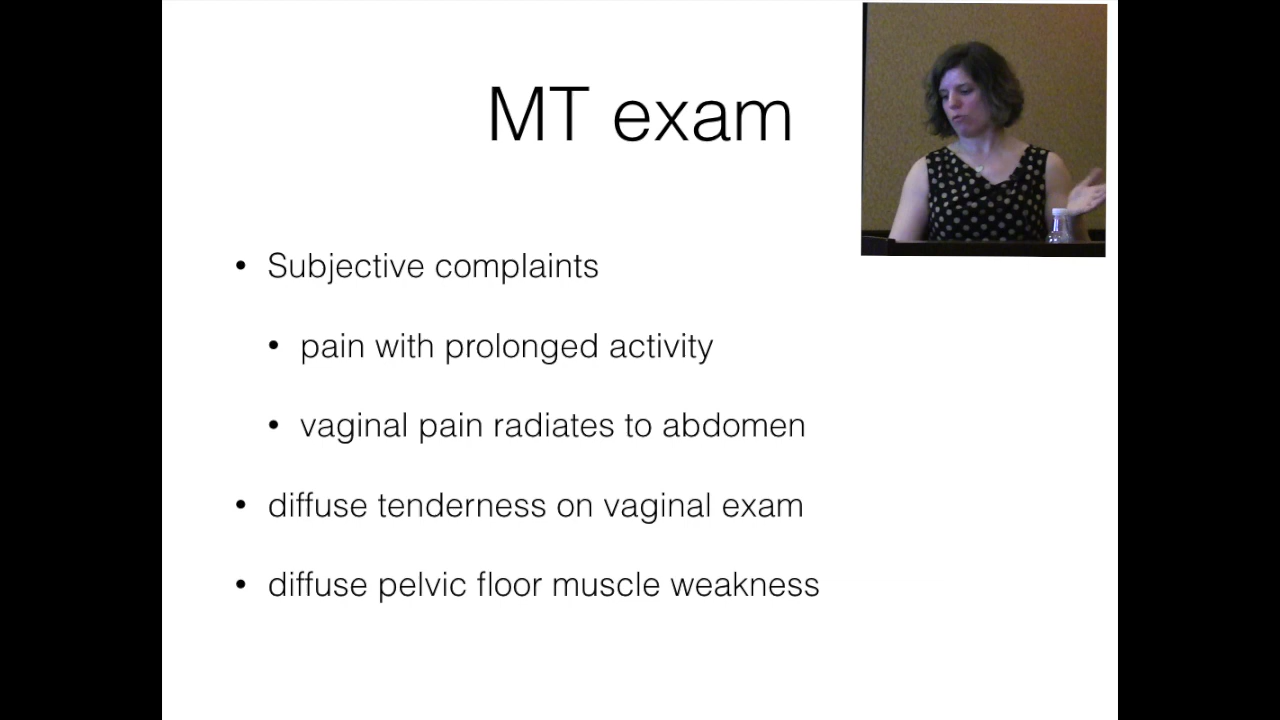 MT exam
• Subjective complaints
• pain with prolonged activity
• vaginal pain radiates to abdomen
• diffuse tenderness on vaginal exam
• diffuse pelvic floor muscle weakness